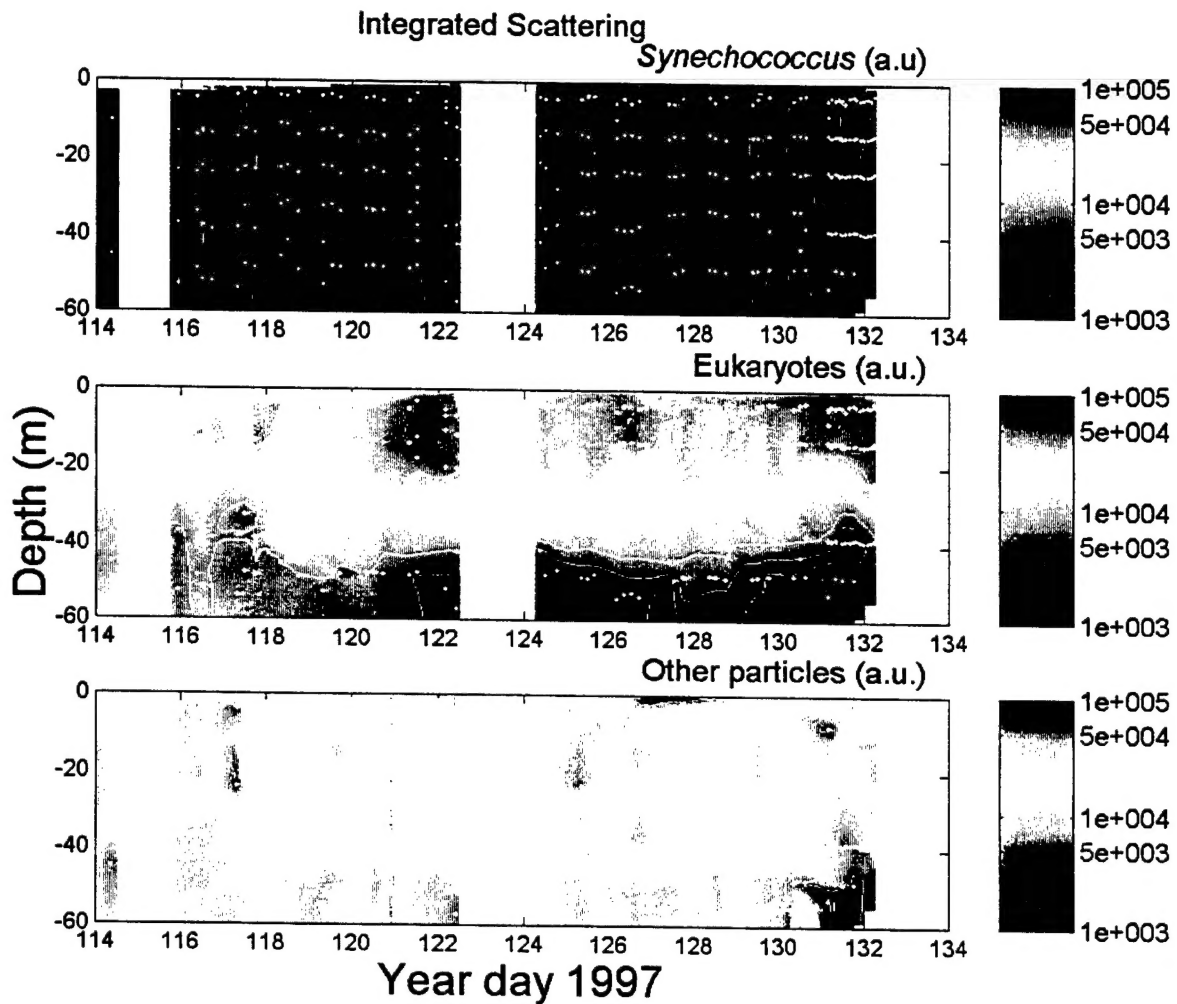 Integrated Scattering
Synechococcus (a.u)
0
-20
-40
-60
114 116 118 120 122 124 126 128 130 132 134
1e+005
5e+004
1e+004
5e+003
1e+003
Eukaryotes (a.u.)
0
-20
-40
-60
114 116 118 120 122 124 126 128 130 132 134
1e+005
5e+004
1e+004
5e+003
1e+003
Depth (m)
Other particles (a.u.)
0
-20
-40
-60
114 116 118 120 122 124 126 128 130 132 134
1e+005
5e+004
1e+004
5e+003
1e+003
Year day 1997